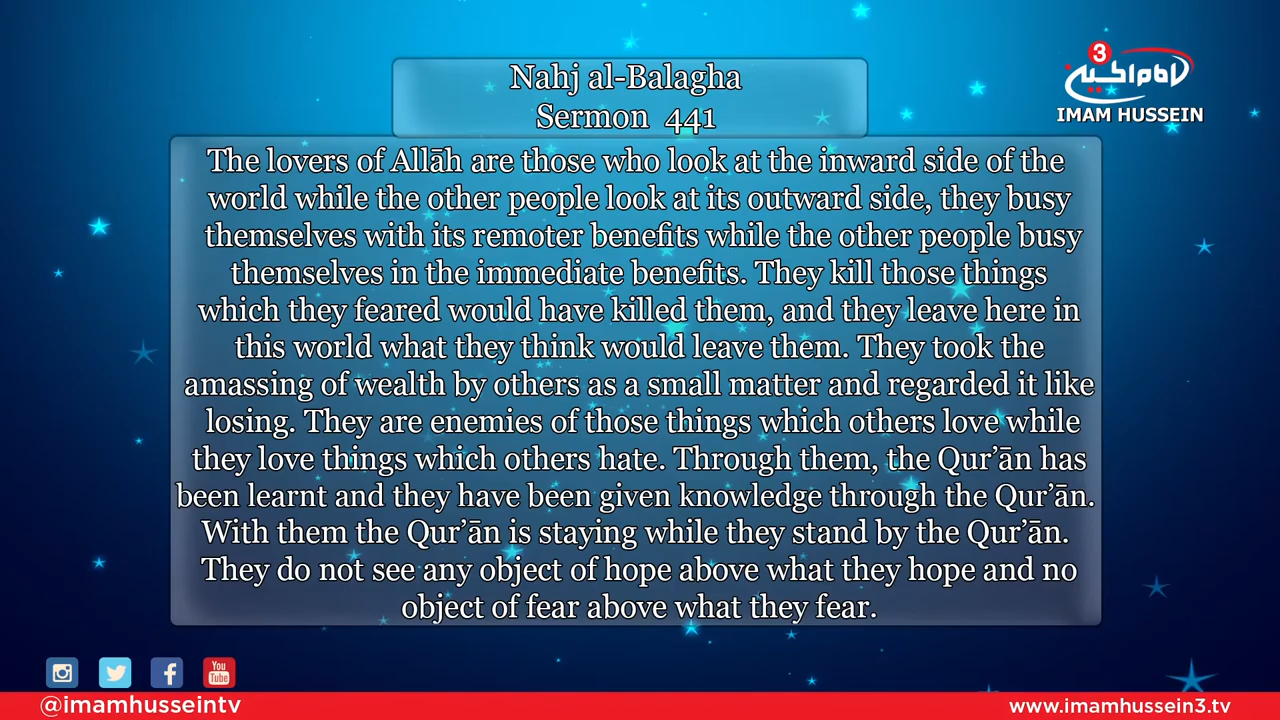 Nahj al-Balagha
Sermon 441
3
IMAM HUSSEIN
The lovers of Allāh are those who look at the inward side of the
world while the other people look at its outward side, they busy
themselves with its remoter benefits while the other people busy
themselves in the immediate benefits. They kill those things
which they feared would have killed them, and they leave here in
this world what they think would leave them. They took the
amassing of wealth by others as a small matter and regarded it like
losing. They are enemies of those things which others love while
they love things which others hate. Through them, the Qur’ān has
been learnt and they have been given knowledge through the Qur’ān.
With them the Qur’ān is staying while they stand by the Qur’ān.
They do not see any object of hope above what they hope and no
object of fear above what they fear.
You
Tube
@imamhusseintv
www.imamhussein3.tv